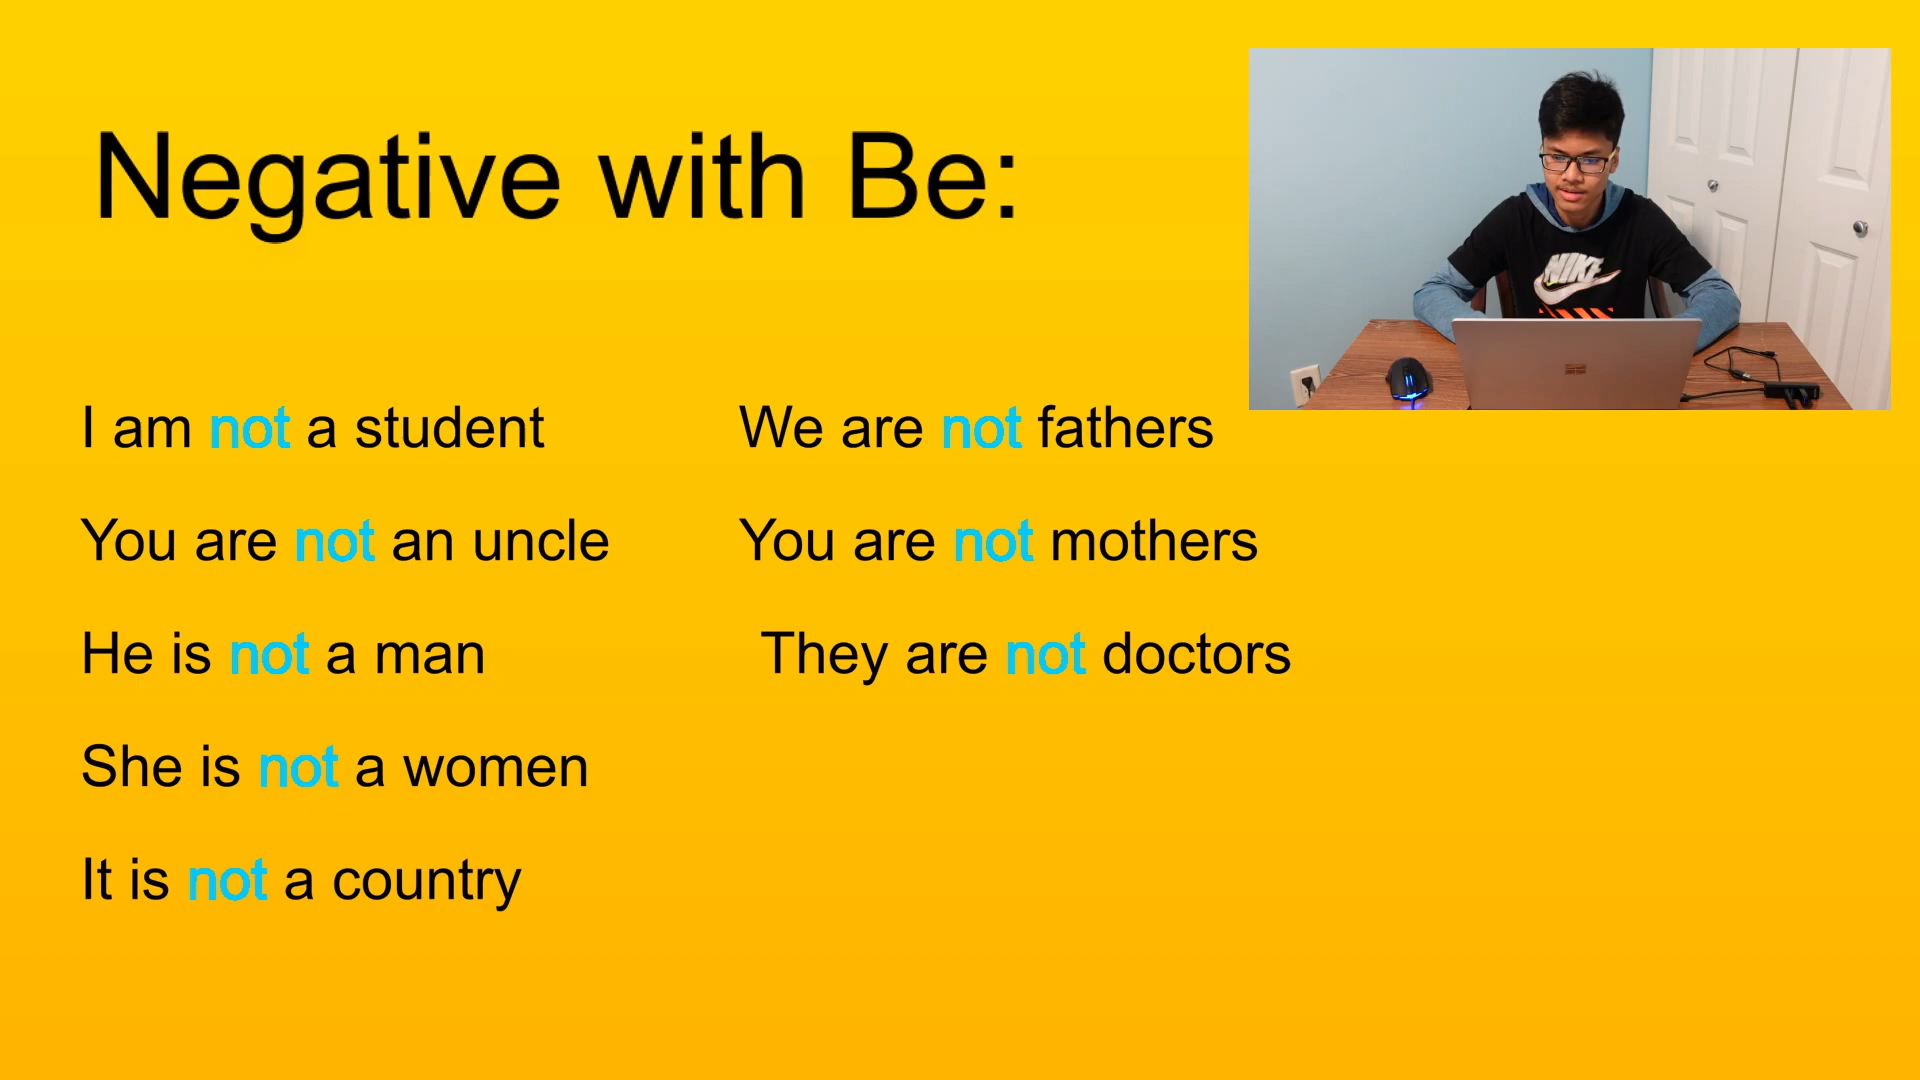 Negative with Be:
NIKE
I am not a student
You are not an uncle
He is not a man
She is not a women
It is not a country
We are not fathers
You are not mothers
They are not doctors